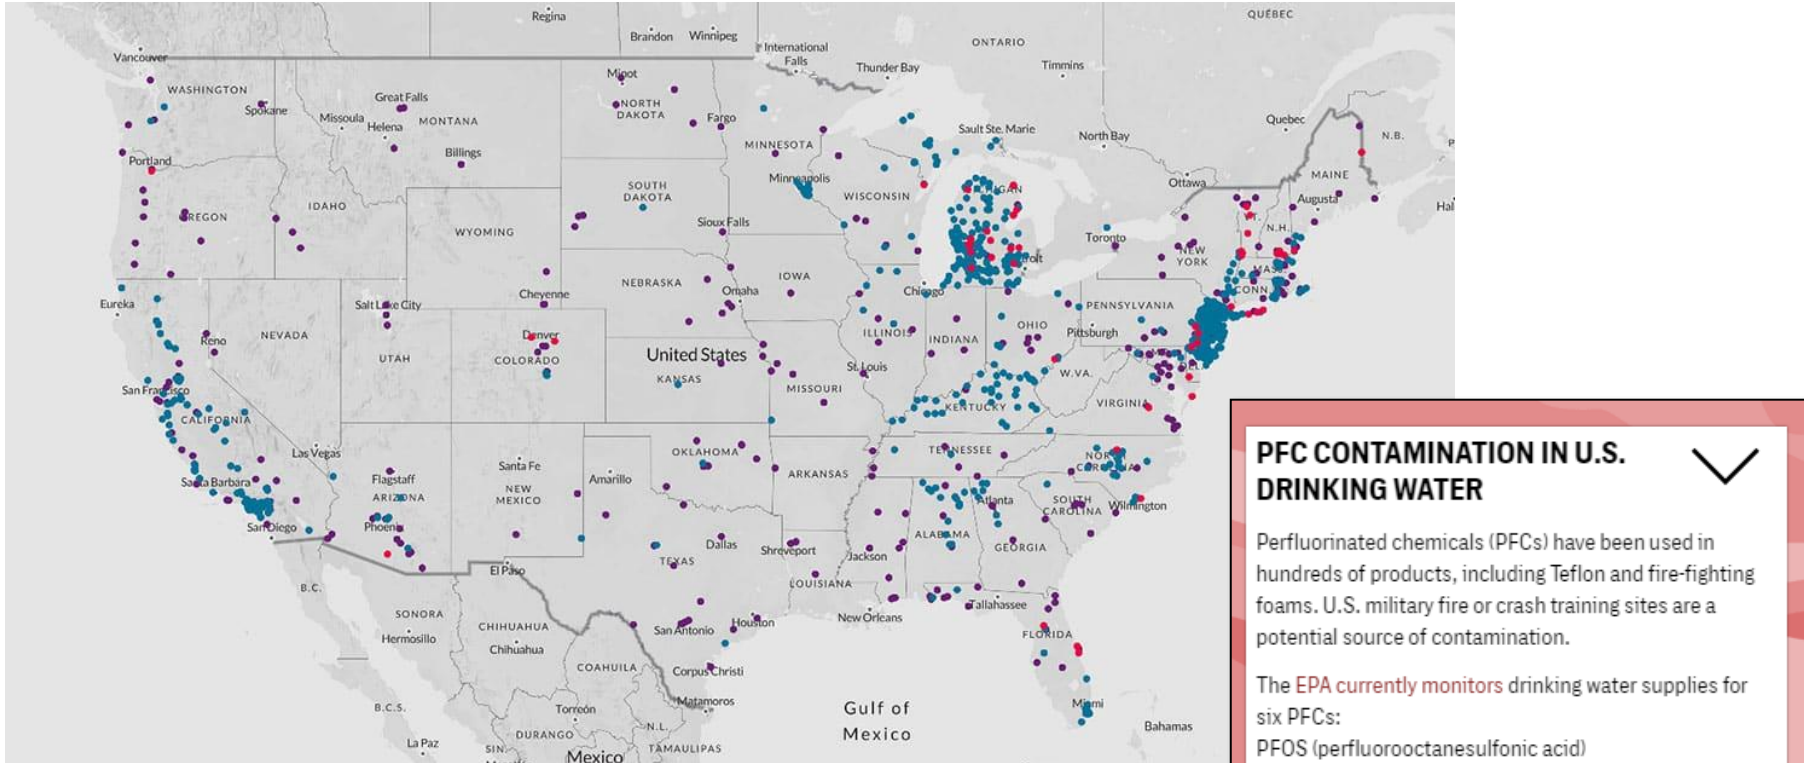 Regina
Brandon
Winnipeg
QUÉBEC
ONTARIO
International
Falls
Vancouver
Thunder Bay
Timmins
WASHINGTON
Minot
Great Falls
NORTH
DAKOTA
Spokane
Missoula
MONTANA
Fargo
Quebec
Helena
Sault Ste. Marie
North Bay
N.B.
MINNESOTA
Billings
Portland
MAINE
Minneapolis
Ottawa
SOUTH
DAKOTA
WISCONSIN
IDAHO
Augusta
Hal
OREGON
Sioux Falls
WYOMING
N.H.
Toronto
NEW
YORK
IOWA
MASS.
NEBRASKA
Omaha
Chicago
CONN.
Cheyenne
Eureka
Salt Lake City
PENNSYLVANIA
NEVADA
Reno
Denver
ILLINOIS
OHIO
Pittsburgh
INDIANA
United States
UTAH
COLORADO
St. Louis
W.VA.
KANSAS
MISSOURI
San Francisco
KENTUCKY
VIRGINIA
CALIFORNIA
Las Vegas
OKLAHOMA
TENNESSEE
Santa Fe
Flagstaff
Amarillo
ARKANSAS
Santa Barbara
NEW
MEXICO
ARIZONA
Atlanta
SOUTH
CAROLINA
Wilmington
San Diego
Phoenix
ALABAMA
Dallas
Shreveport
Jackson
GEORGIA
El Paso
TEXAS
B.C.
LOUISIANA
SONORA
Tallahassee
Hermosillo
CHIHUAHUA
San Antonio
Houston
New Orleans
FLORIDA
Chihuahua
COAHUILA
Corpus Christi
Matamoros
B.C.S.
Torreón
Miami
Gulf of
Mexico
N.L.
Bahamas
DURANGO
La Paz
SIN.
TAMAULIPAS
Mexico
PFC CONTAMINATION IN U.S.
DRINKING WATER
Perfluorinated chemicals (PFCs) have been used in
hundreds of products, including Teflon and fire-fighting
foams. U.S. military fire or crash training sites are a
potential source of contamination.
The EPA currently monitors drinking water supplies for
six PFCs:
PFOS (perfluorooctanesulfonic acid)